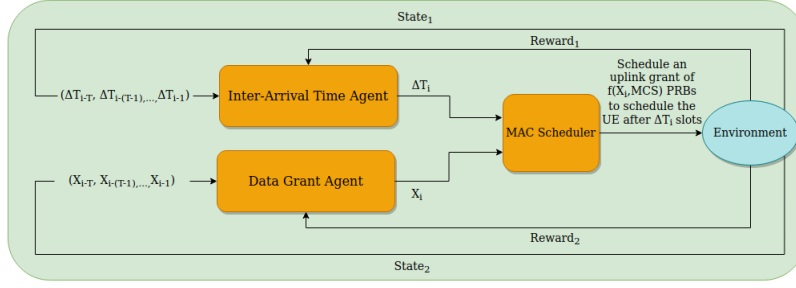 State₁
Reward₁
(ΔTᵢ₋T, ΔTᵢ₋(T₋₁),...,ΔTᵢ₋₁)
Inter-Arrival Time Agent
ΔTᵢ
Schedule an
uplink grant of
f(Xᵢ,MCS) PRBs
to schedule the
UE after ΔTᵢ slots
MAC Scheduler
Environment
(Xᵢ₋T, Xᵢ₋(T₋₁),...,Xᵢ₋₁)
Data Grant Agent
Xᵢ
Reward₂
State₂